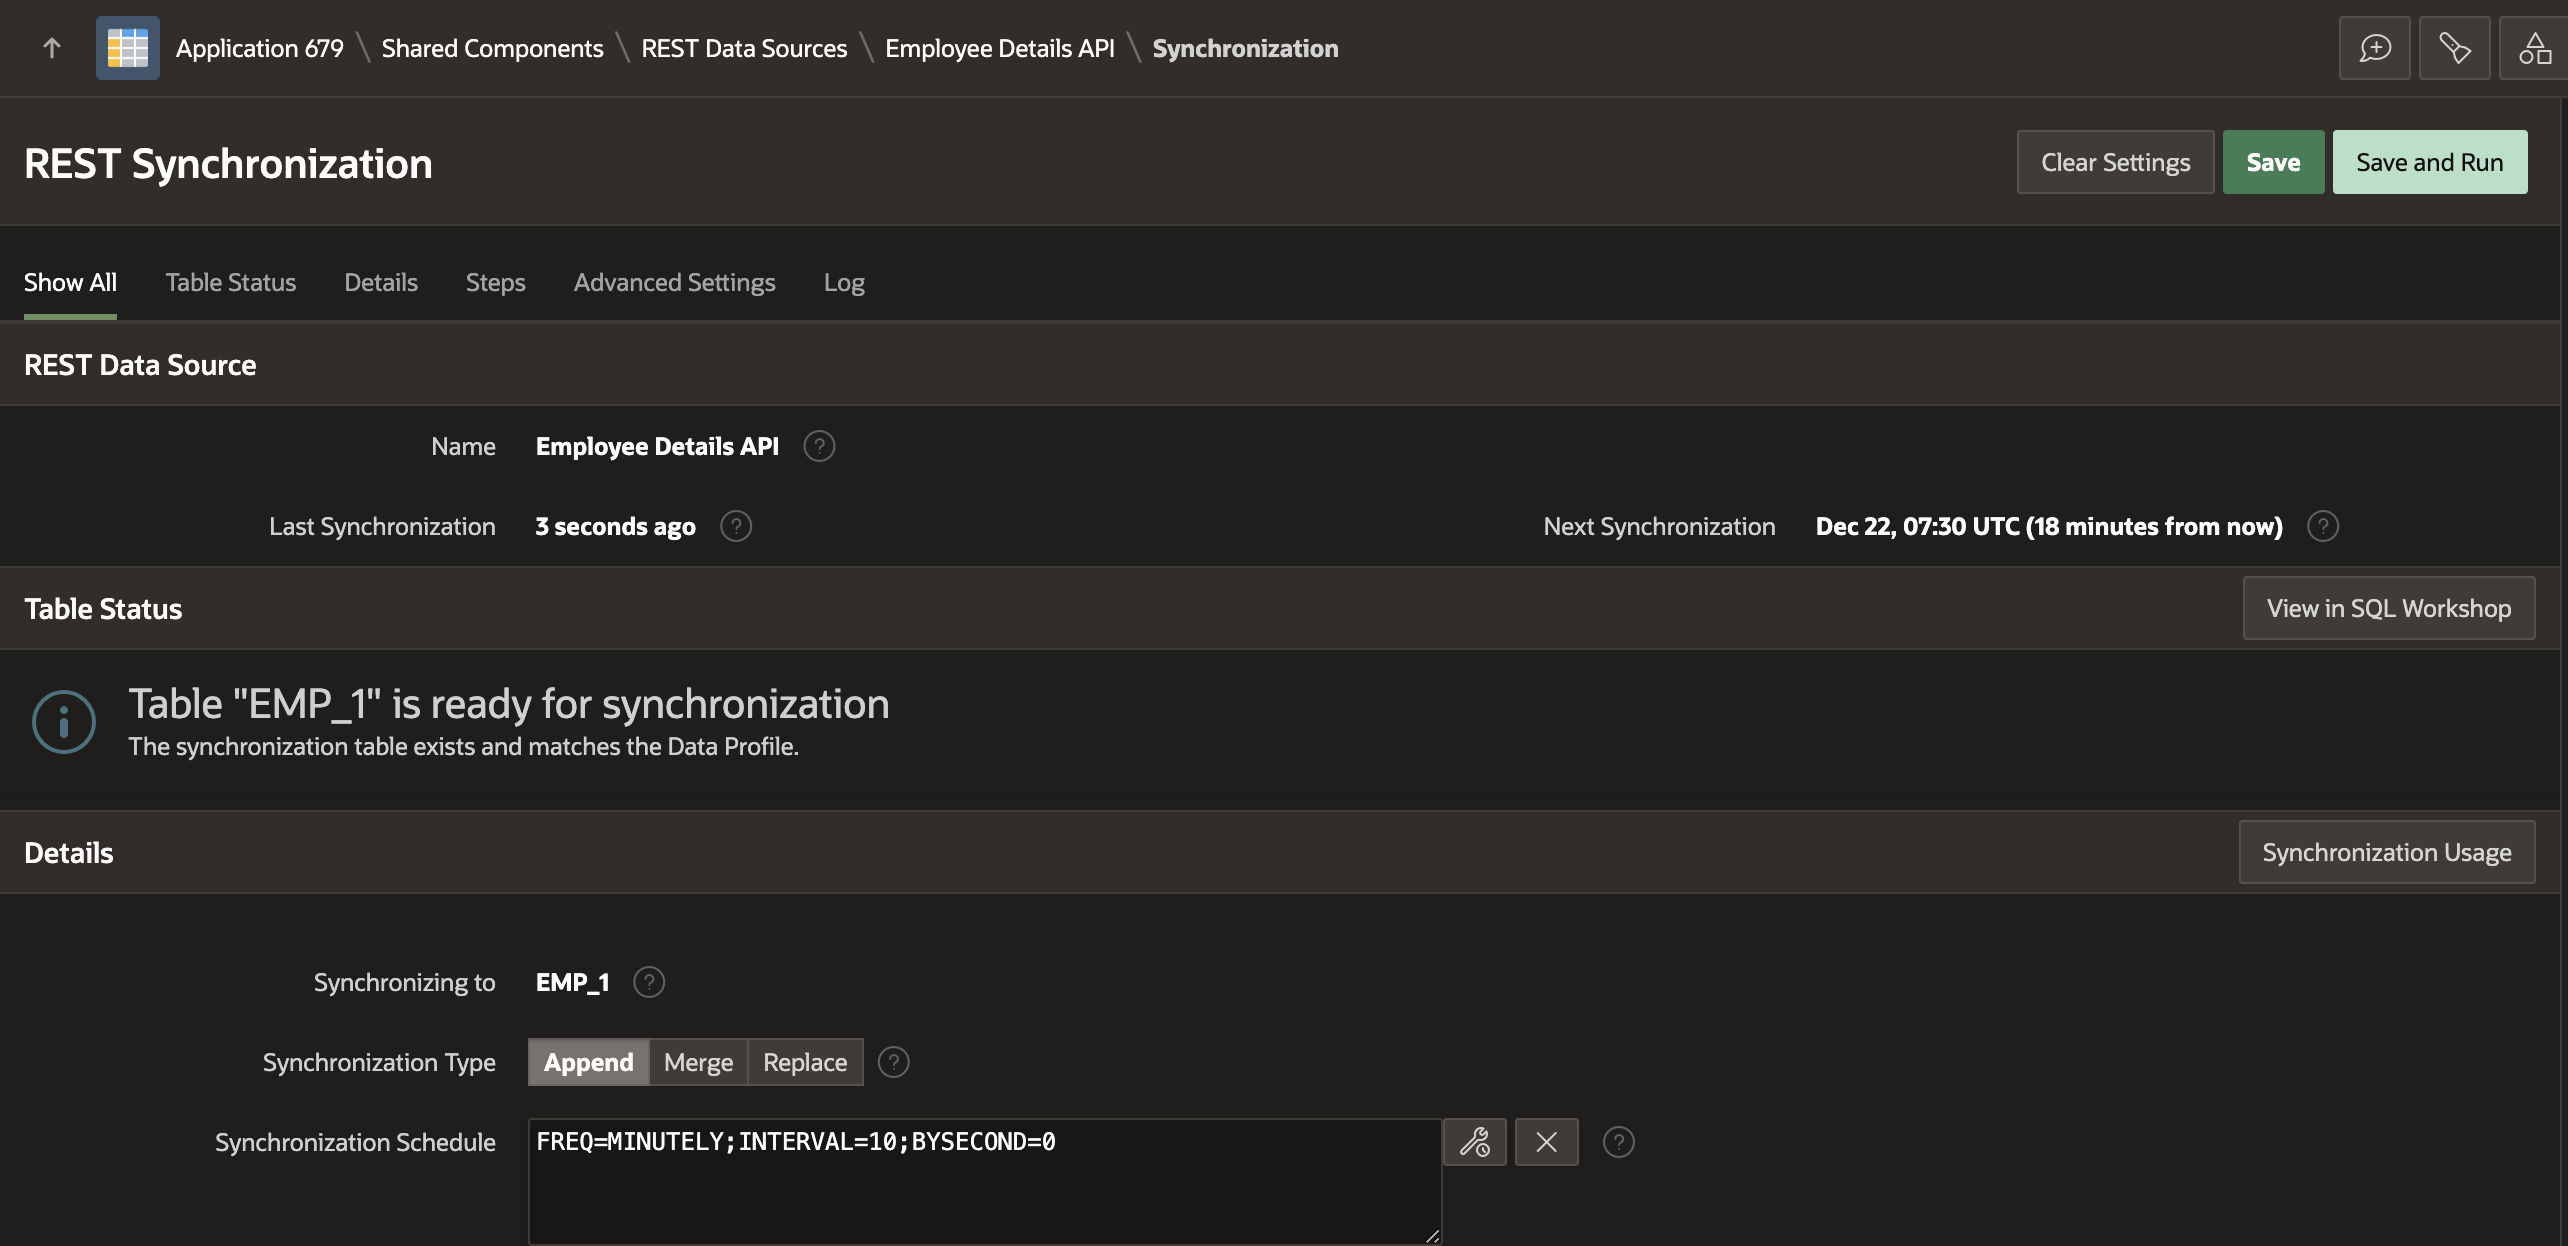 Application 679 \ Shared Components \ REST Data Sources \ Employee Details API \ Synchronization
REST Synchronization
Clear Settings
Save
Save and Run
Show All
Table Status
Details
Steps
Advanced Settings
Log
REST Data Source
Name
Employee Details API
Last Synchronization
3 seconds ago
Next Synchronization
Dec 22, 07:30 UTC (18 minutes from now)
Table Status
View in SQL Workshop
Table "EMP_1" is ready for synchronization
The synchronization table exists and matches the Data Profile.
Details
Synchronization Usage
Synchronizing to
EMP_1
Synchronization Type
Append
Merge
Replace
Synchronization Schedule
FREQ=MINUTELY;INTERVAL=10;BYSECOND=0